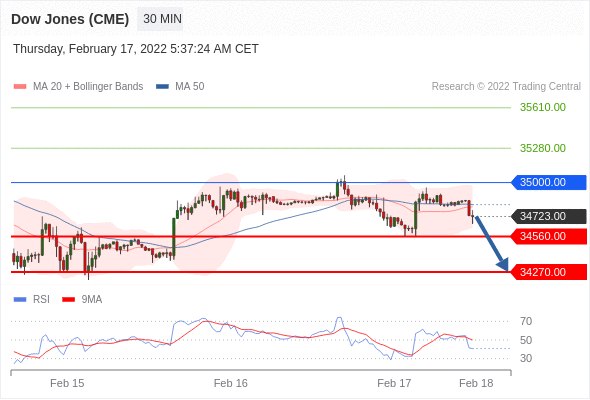 Dow Jones (CME) 30 MIN
Thursday, February 17, 2022 5:37:24 AM CET
MA 20 + Bollinger Bands MA 50 Research © 2022 Trading Central
35610.00
35280.00
35000.00
34723.00
34560.00
34270.00
RSI 9MA
70
50
30
Feb 15 Feb 16 Feb 17 Feb 18